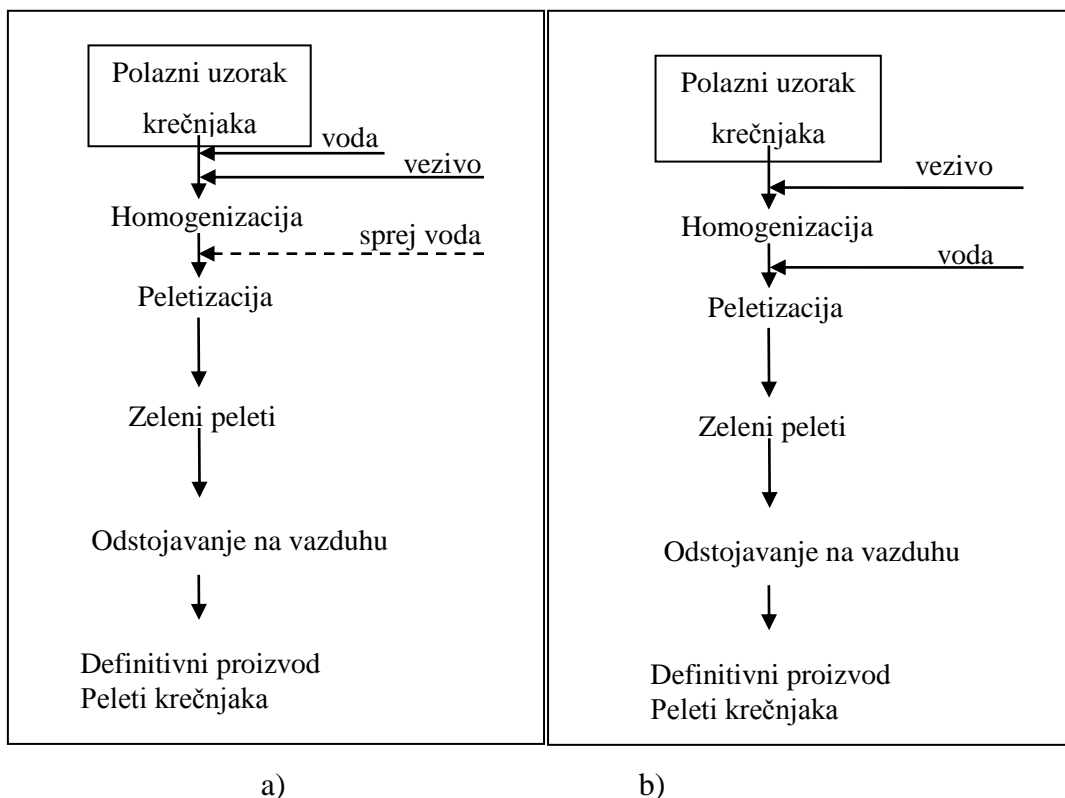 Polazni uzorak
krečnjaka
voda
vezivo
Homogenizacija
sprej voda
Peletizacija
Zeleni peleti
Odstojavanje na vazduhu
Definitivni proizvod
Peleti krečnjaka
a)
Polazni uzorak
krečnjaka
vezivo
Homogenizacija
voda
Peletizacija
Zeleni peleti
Odstojavanje na vazduhu
Definitivni proizvod
Peleti krečnjaka
b)